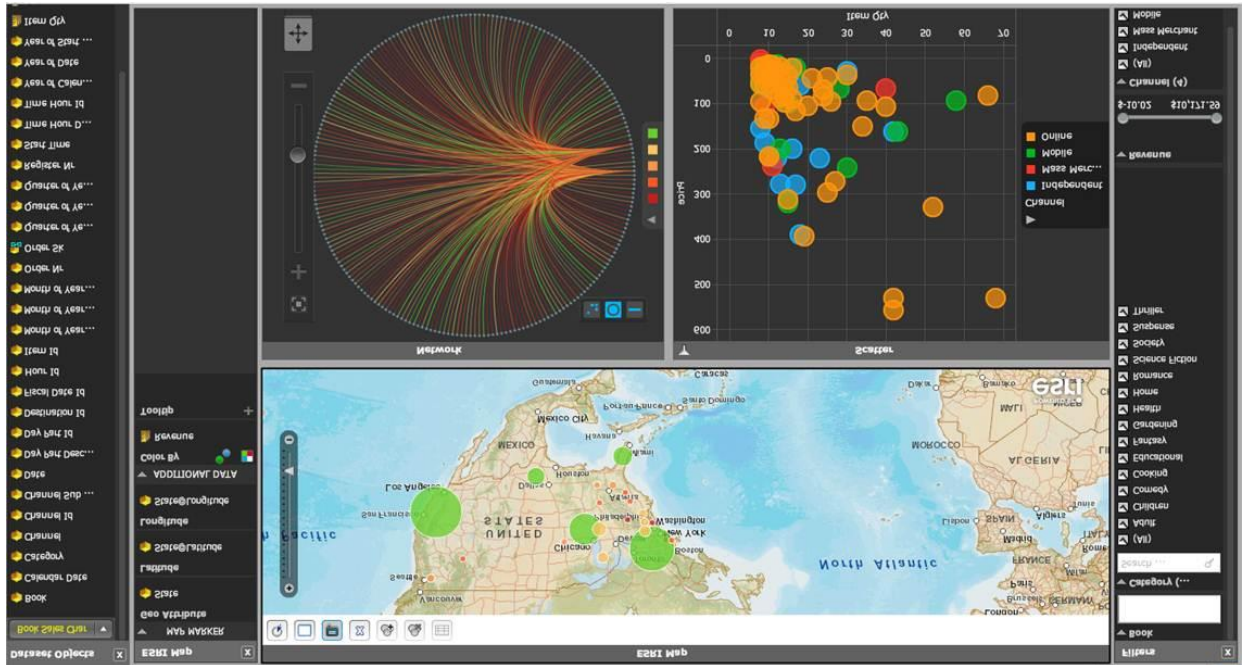 Dataset Objects
Book Sales Char
Book
Calendar Date
Category
Channel
Channel Id
Channel Sub ...
Date
Day Part Desc...
Day Part Id
Destination Id
Fiscal Date Id
Hour Id
Item Id
Month of Year...
Month of Year...
Month of Year...
Order Nr
Order Sk
Quarter of Ye...
Quarter of Ye...
Quarter of Ye...
Register Nr
Start Time
Time Hour D...
Time Hour Id
Year of Calen...
Year of Date
Year of Start ...
Item Qty
ESRI Map
MAP MARKER
Geo Attribute
State
Latitude
State@Latitude
Longitude
State@Longitude
ADDITIONAL DATA
Color By
Revenue
Tooltip
ESRI Map
Vancouver
Seattle
Chicago
Boston
New York
Washington
Philadelphi
UNITED
STATES
San Francisco
Los Angeles
Atlanta
Dallas
Houston
MEXICO
Miami
Havana
Mexico City
Port-au-Prince
Santo Domingo
Guatemala
Caracas
North Atlantic
Pacific
London
Brussels
GERMANY
Paris
FRANCE
Madrid
SPAIN
Lisbon
Rome
ITALY
Algiers
Tunis
ALGERIA
MOROCCO
MALI
NIGER
Dakar
Bamako
esri
Network
Scatter
Price
600
500
400
300
200
100
0
0
10
20
30
40
50
60
70
Item Qty
Channel
Independent
Mass Merc...
Mobile
Online
Filters
Book
Category (...
Search ...
(All)
Adult
Children
Comedy
Cooking
Educational
Fantasy
Gardening
Health
Home
Romance
Science Fiction
Society
Suspense
Thriller
Revenue
$-10.02
$10,171.59
Channel (4)
(All)
Independent
Mass Merchant
Mobile